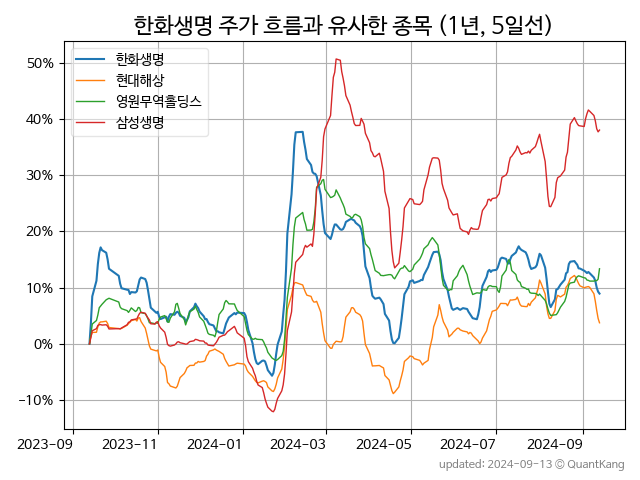 한화생명 주가 흐름과 유사한 종목 (1년, 5일선)
한화생명
현대해상
영원무역홀딩스
삼성생명
50%
40%
30%
20%
10%
0%
−10%
2023-09 2023-11 2024-01 2024-03 2024-05 2024-07 2024-09
updated: 2024-09-13 © QuantKang